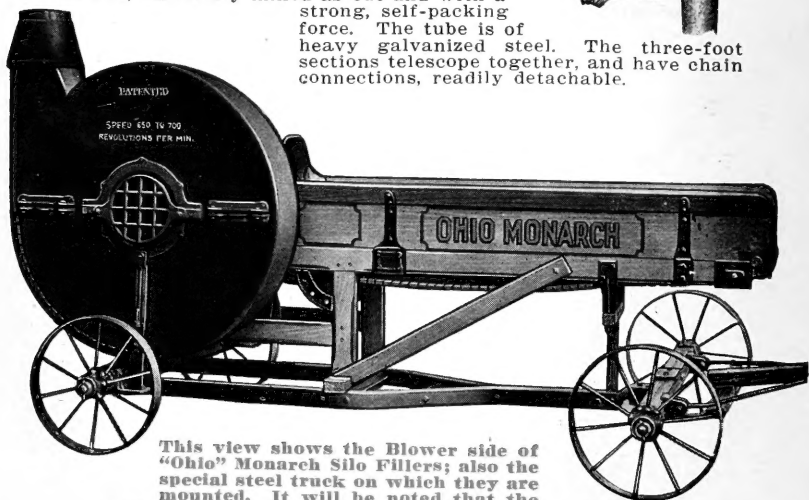 strong, self-packing
force. The tube is of
heavy galvanized steel. The three-foot
sections telescope together, and have chain
connections, readily detachable.
PATENTED
SPEED 650 TO 700
REVOLUTIONS PER MIN.
OHIO MONARCH
This view shows the Blower side of
"Ohio" Monarch Silo Fillers; also the
special steel truck on which they are
mounted. It will be noted that the